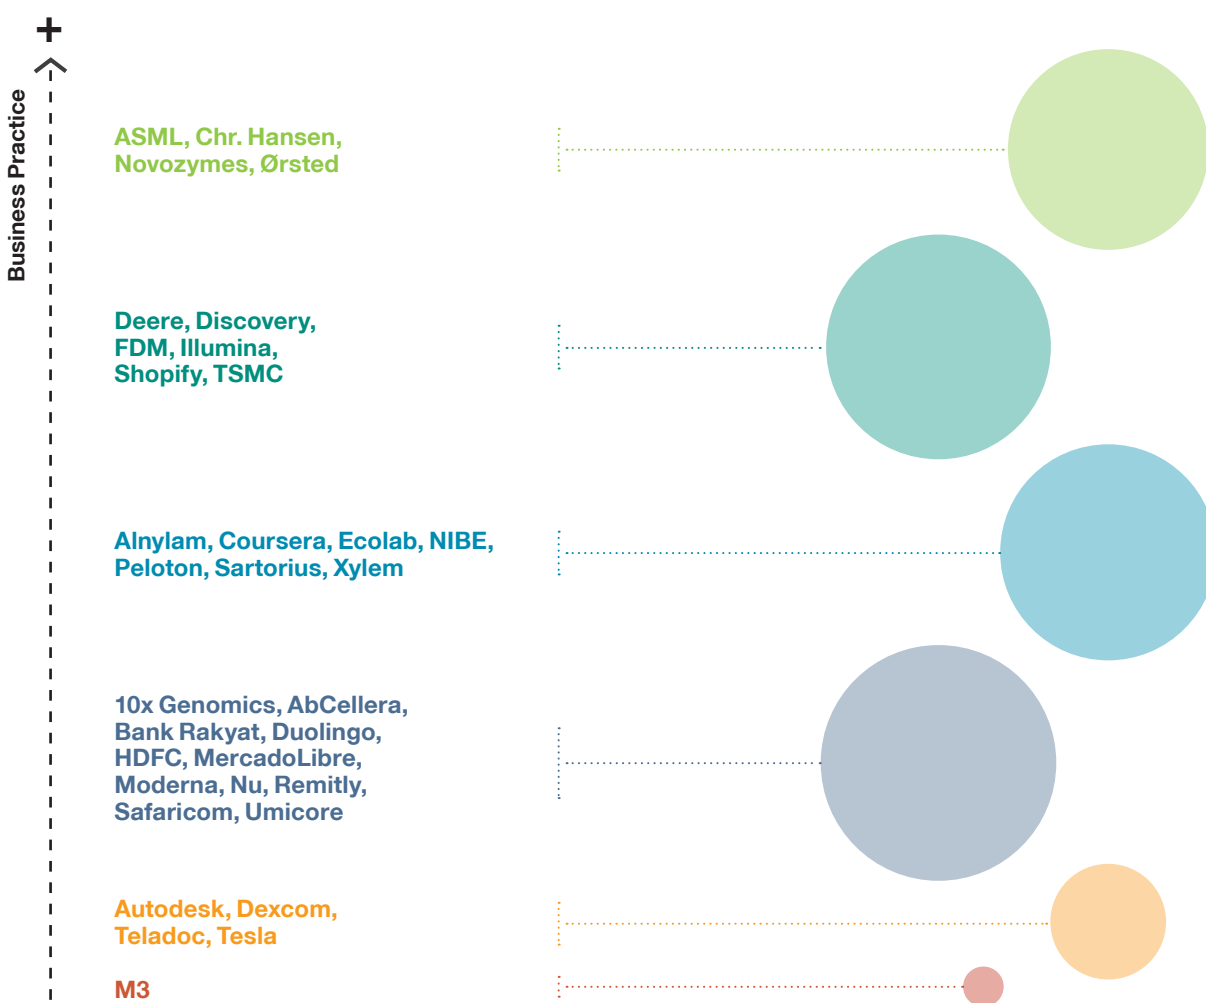 +
Business Practice
ASML, Chr. Hansen,
Novozymes, Ørsted
Deere, Discovery,
FDM, Illumina,
Shopify, TSMC
Alnylam, Coursera, Ecolab, NIBE,
Peloton, Sartorius, Xylem
10x Genomics, AbCellera,
Bank Rakyat, Duolingo,
HDFC, MercadoLibre,
Moderna, Nu, Remitly,
Safaricom, Umicore
Autodesk, Dexcom,
Teladoc, Tesla
M3